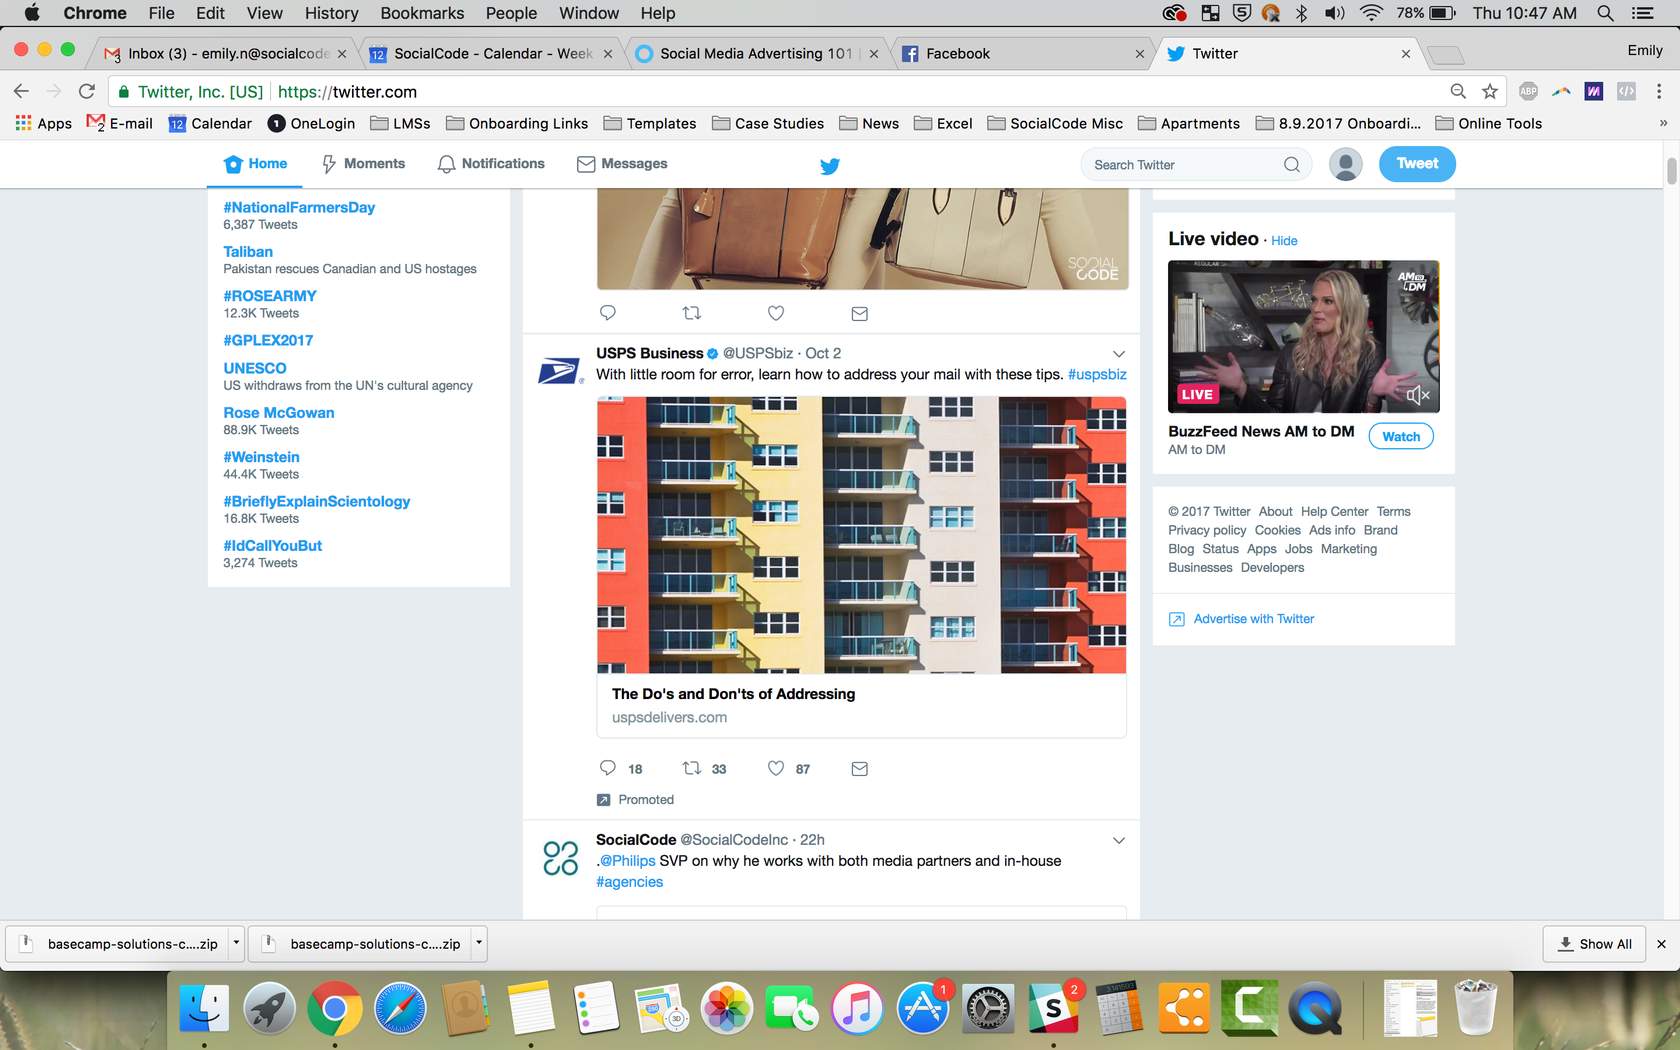 Chrome File Edit View History Bookmarks People Window Help
78% Thu 10:47 AM
Inbox (3) - emily.n@socialcode
SocialCode - Calendar - Week
Social Media Advertising 101
Facebook
Twitter
Emily
Twitter, Inc. [US] https://twitter.com
Apps E-mail Calendar OneLogin LMSs Onboarding Links Templates Case Studies News Excel SocialCode Misc Apartments 8.9.2017 Onboardi... Online Tools »
Home Moments Notifications Messages
Search Twitter
Tweet
#NationalFarmersDay
6,387 Tweets
Taliban
Pakistan rescues Canadian and US hostages
#ROSEARMY
12.3K Tweets
#GPLEX2017
UNESCO
US withdraws from the UN's cultural agency
Rose McGowan
88.9K Tweets
#Weinstein
44.4K Tweets
#BrieflyExplainScientology
16.8K Tweets
#IdCallYouBut
3,274 Tweets
SOCIAL
CODE
USPS Business @USPSbiz · Oct 2
With little room for error, learn how to address your mail with these tips. #uspsbiz
The Do's and Don'ts of Addressing
uspsdelivers.com
18 33 87
Promoted
SocialCode @SocialCodeInc · 22h
.@Philips SVP on why he works with both media partners and in-house
#agencies
Live video · Hide
AM TO DM
LIVE
BuzzFeed News AM to DM
AM to DM
Watch
© 2017 Twitter About Help Center Terms
Privacy policy Cookies Ads info Brand
Blog Status Apps Jobs Marketing
Businesses Developers
Advertise with Twitter
basecamp-solutions-c....zip
basecamp-solutions-c....zip
Show All
3D
1
2